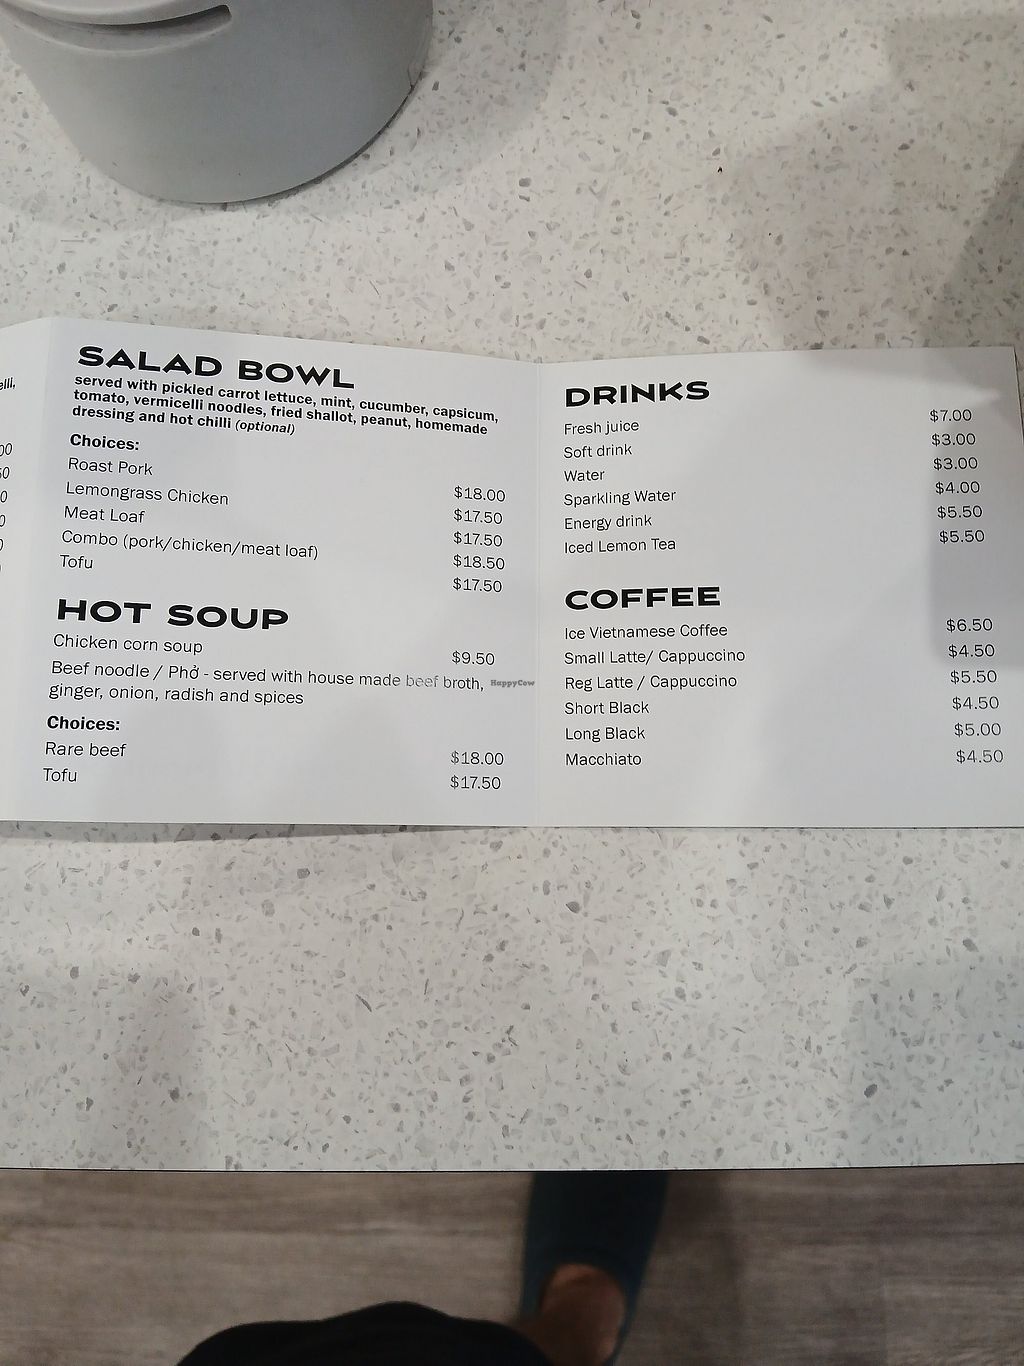 elli,
00
50
0
0
0
SALAD BOWL
served with pickled carrot lettuce, mint, cucumber, capsicum,
tomato, vermicelli noodles, fried shallot, peanut, homemade
dressing and hot chilli (optional)
Choices:
Roast Pork $18.00
Lemongrass Chicken $17.50
Meat Loaf $17.50
Combo (pork/chicken/meat loaf) $18.50
Tofu $17.50
HOT SOUP
Chicken corn soup $9.50
Beef noodle / Phở - served with house made beef broth,
ginger, onion, radish and spices
Choices:
Rare beef $18.00
Tofu $17.50
HappyCow
DRINKS
Fresh juice $7.00
Soft drink $3.00
Water $3.00
Sparkling Water $4.00
Energy drink $5.50
Iced Lemon Tea $5.50
COFFEE
Ice Vietnamese Coffee $6.50
Small Latte/ Cappuccino $4.50
Reg Latte / Cappuccino $5.50
Short Black $4.50
Long Black $5.00
Macchiato $4.50